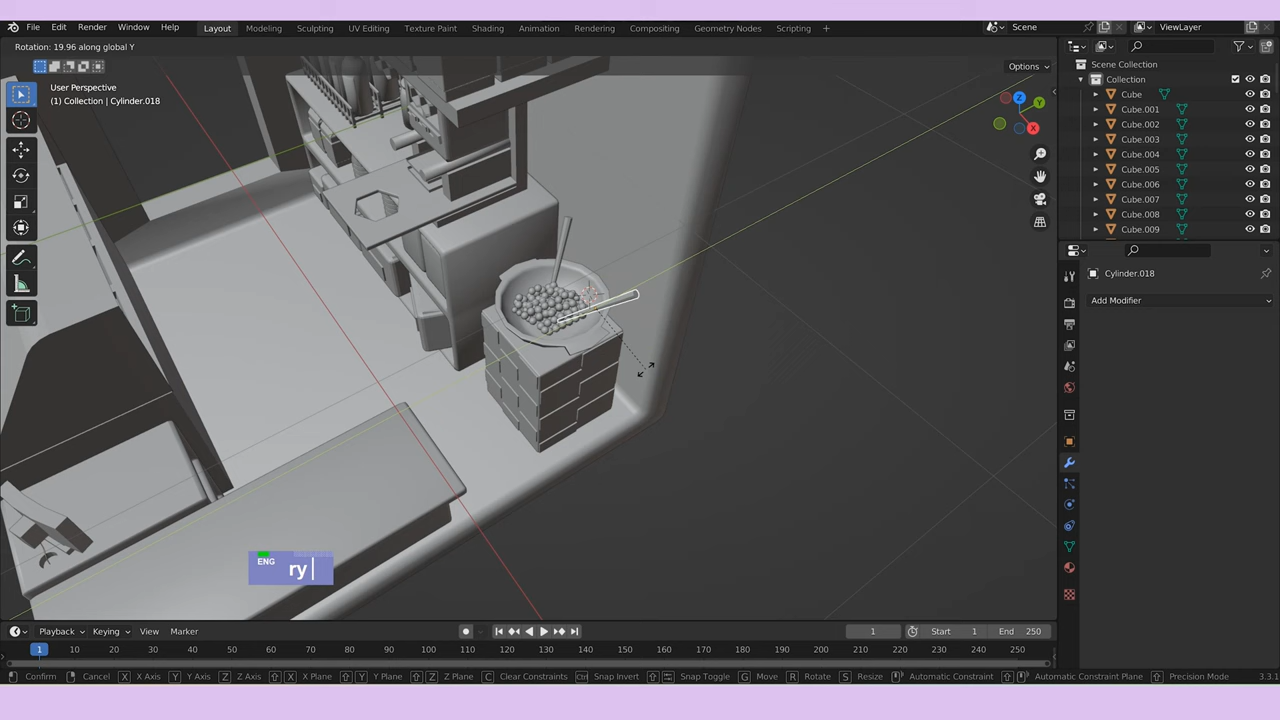 File Edit Render Window Help Layout Modeling Sculpting UV Editing Texture Paint Shading Animation Rendering Compositing Geometry Nodes Scripting + Scene ViewLayer
Rotation: 19.96 along global Y
Options
User Perspective
(1) Collection | Cylinder.018
Z
Y
X
Scene Collection
Collection
Cube
Cube.001
Cube.002
Cube.003
Cube.004
Cube.005
Cube.006
Cube.007
Cube.008
Cube.009
Cylinder.018
Add Modifier
ENG
ry
Playback Keying View Marker 1 Start 1 End 250
1 10 20 30 40 50 60 70 80 90 100 110 120 130 140 150 160 170 180 190 200 210 220 230 240 250
Confirm Cancel X X Axis Y Y Axis Z Z Axis X X Plane Y Y Plane Z Z Plane C Clear Constraints Ctrl Snap Invert Snap Toggle G Move R Rotate S Resize Automatic Constraint Automatic Constraint Plane Precision Mode 3.3.1